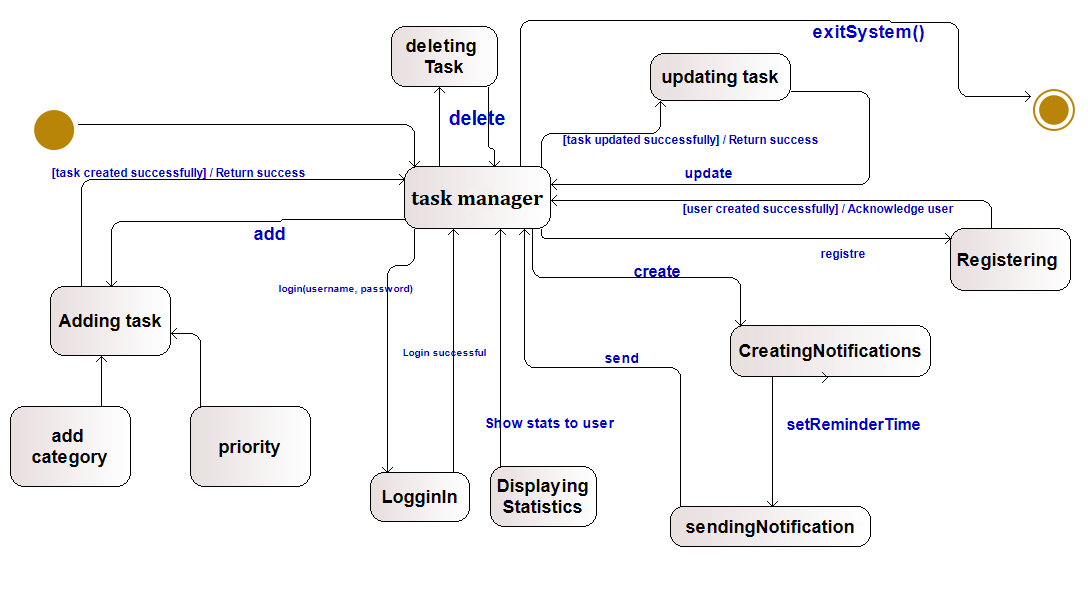 exitSystem()
deleting
Task
updating task
delete
[task updated successfully] / Return success
[task created successfully] / Return success
update
task manager
[user created successfully] / Acknowledge user
add
registre
Registering
create
login(username, password)
Adding task
CreatingNotifications
Login successful
send
Show stats to user
setReminderTime
add
category
priority
LogginIn
Displaying
Statistics
sendingNotification